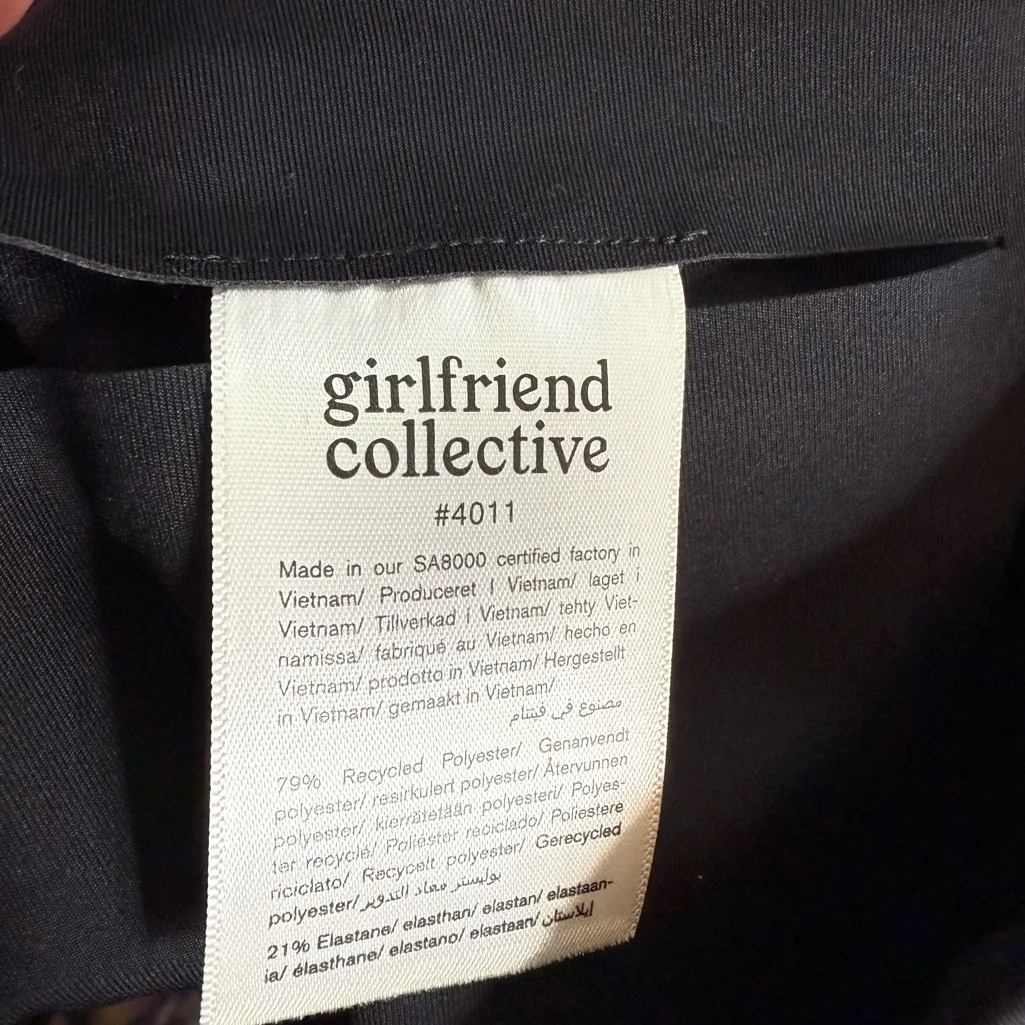 girlfriend
collective
#4011
Made in our SA8000 certified factory in
Vietnam/ Produceret I Vietnam/ laget i
Vietnam/ Tillverkad i Vietnam/ tehty Viet-
namissa/ fabriqué au Vietnam/ hecho en
Vietnam/ prodotto in Vietnam/ Hergestellt
in Vietnam/ gemaakt in Vietnam/
مصنوع في فيتنام
79% Recycled Polyester/ Genanvendt
polyester/ resirkulert polyester/ Återvunnen
polyester/ kierrätetään polyesteri/ Polyes-
ter recyclé/ Poliéster reciclado/ Poliestere
riciclato/ Recycelt polyester/ Gerecycled
polyester/ بوليستر معاد التدوير
21% Elastane/ elasthan/ elastan/ elastaan-
ia/ élasthane/ elastano/ elastaan/ إيلاستان